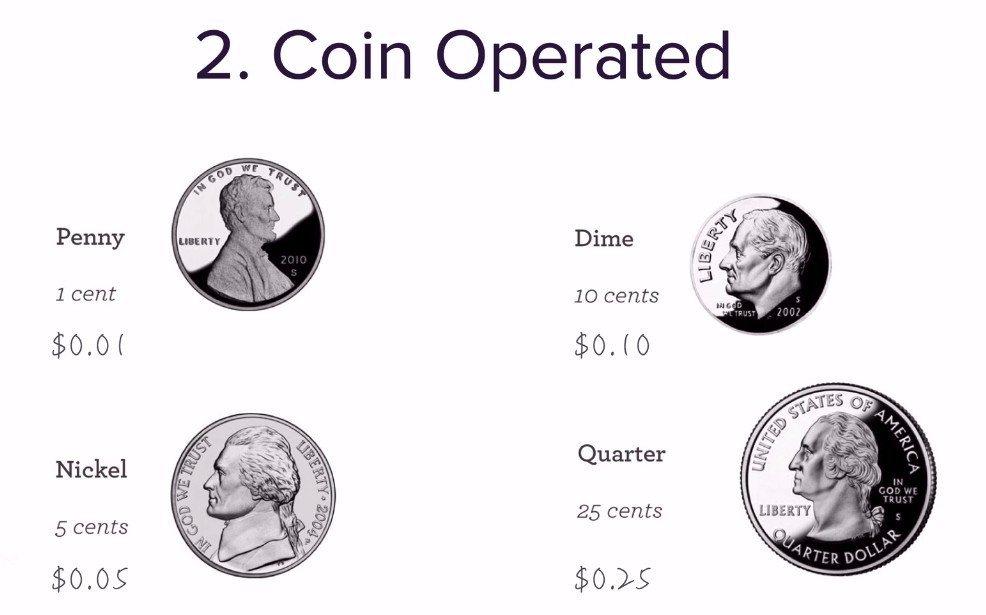 2. Coin Operated
Penny
1 cent
$0.01
IN GOD WE TRUST
LIBERTY
2010
S
Dime
10 cents
$0.10
LIBERTY
IN GOD
WE TRUST
S
2002
Nickel
5 cents
$0.05
IN GOD WE TRUST
LIBERTY • 2004
Quarter
25 cents
$0.25
UNITED STATES OF AMERICA
LIBERTY
IN
GOD WE
TRUST
S
QUARTER DOLLAR